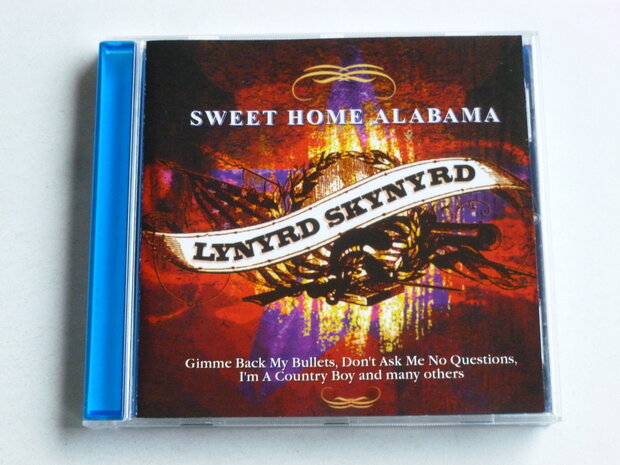 SWEET HOME ALABAMA
LYNYRD SKYNYRD
Gimme Back My Bullets, Don't Ask Me No Questions,
I'm A Country Boy and many others